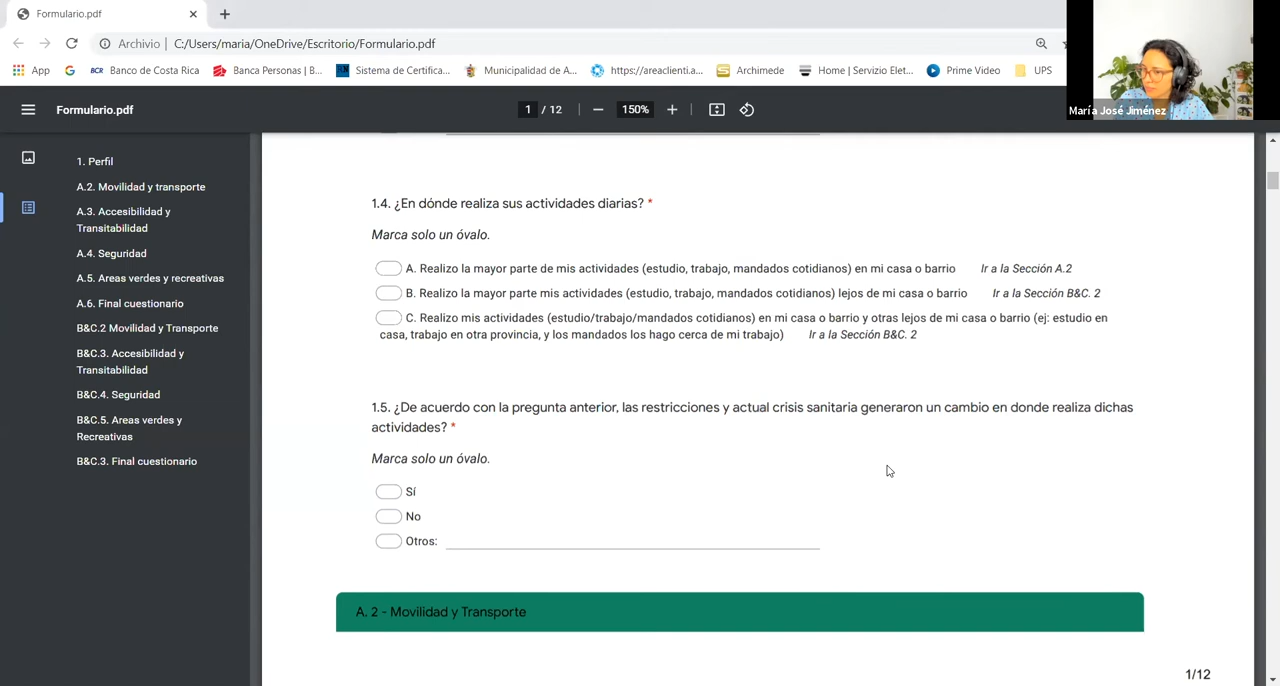 Formulario.pdf
Archivio | C:/Users/maria/OneDrive/Escritorio/Formulario.pdf
App
BCR Banco de Costa Rica
Banca Personas | B...
Sistema de Certifica...
Municipalidad de A...
https://areaclienti.a...
Archimede
Home | Servizio Elet...
Prime Video
UPS
María José Jiménez
Formulario.pdf
1 / 12
150%
1. Perfil
A.2. Movilidad y transporte
A.3. Accesibilidad y
Transitabilidad
A.4. Seguridad
A.5. Areas verdes y recreativas
A.6. Final cuestionario
B&C.2 Movilidad y Transporte
B&C.3. Accesibilidad y
Transitabilidad
B&C.4. Seguridad
B&C.5. Areas verdes y
Recreativas
B&C.3. Final cuestionario
1.4. ¿En dónde realiza sus actividades diarias? *
Marca solo un óvalo.
A. Realizo la mayor parte de mis actividades (estudio, trabajo, mandados cotidianos) en mi casa o barrio Ir a la Sección A.2
B. Realizo la mayor parte mis actividades (estudio, trabajo, mandados cotidianos) lejos de mi casa o barrio Ir a la Sección B&C. 2
C. Realizo mis actividades (estudio/trabajo/mandados cotidianos) en mi casa o barrio y otras lejos de mi casa o barrio (ej: estudio en
casa, trabajo en otra provincia, y los mandados los hago cerca de mi trabajo) Ir a la Sección B&C. 2
1.5. ¿De acuerdo con la pregunta anterior, las restricciones y actual crisis sanitaria generaron un cambio en donde realiza dichas
actividades? *
Marca solo un óvalo.
Sí
No
Otros:
A. 2 - Movilidad y Transporte
1/12